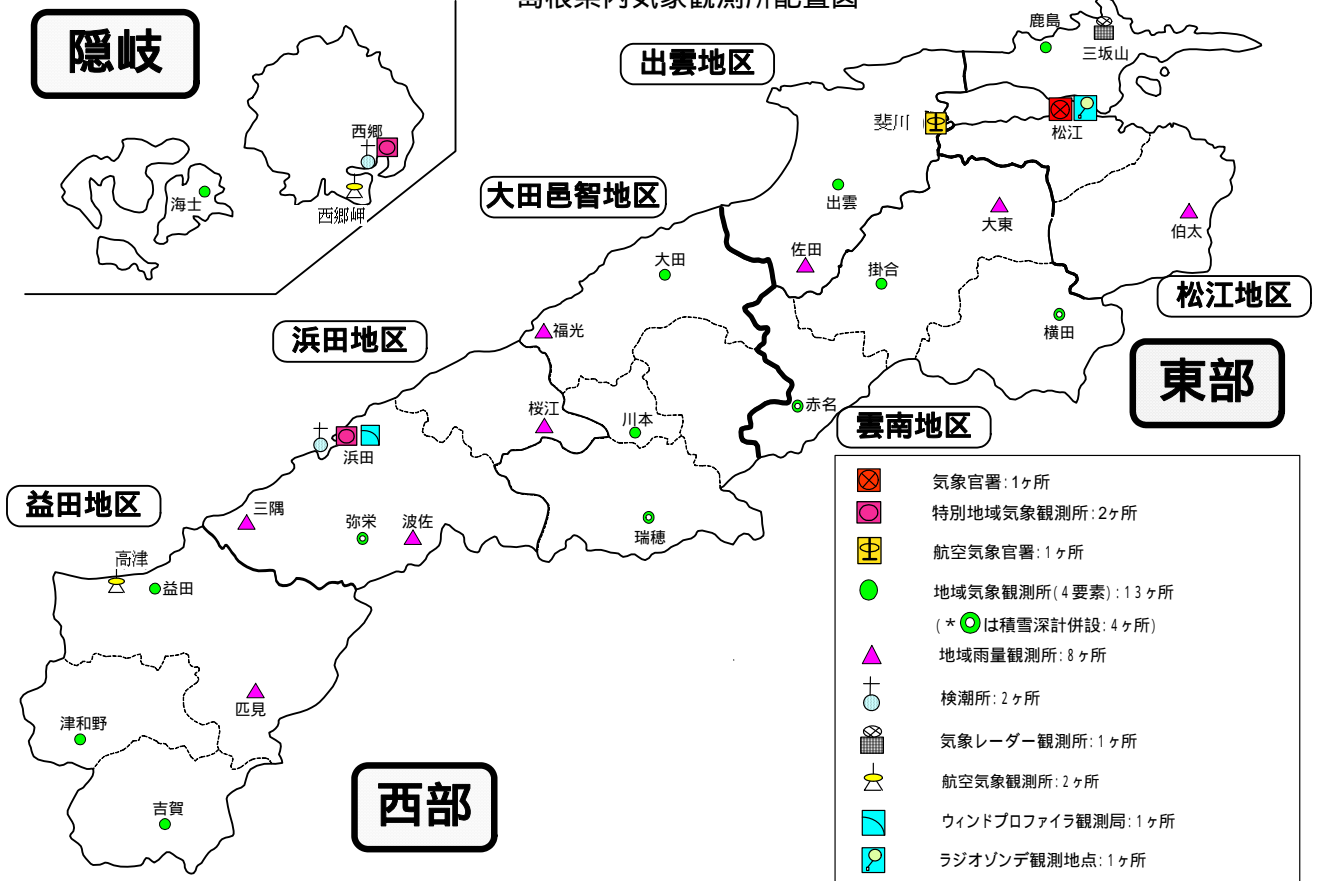 島根県内気象観測所配置図
隠岐
西郷
海士
西郷岬
出雲地区
鹿島
三坂山
斐川
松江
大田邑智地区
出雲
大東
伯太
佐田
大田
掛合
松江地区
横田
東部
福光
浜田地区
桜江
川本
赤名
雲南地区
浜田
益田地区
三隅
弥栄
波佐
瑞穂
高津
益田
匹見
津和野
吉賀
西部
気象官署:1ヶ所
特別地域気象観測所:2ヶ所
航空気象官署:1ヶ所
地域気象観測所(4要素):13ヶ所
(*◎は積雪深計併設:4ヶ所)
地域雨量観測所:8ヶ所
検潮所:2ヶ所
気象レーダー観測所:1ヶ所
航空気象観測所:2ヶ所
ウィンドプロファイラ観測局:1ヶ所
ラジオゾンデ観測地点:1ヶ所